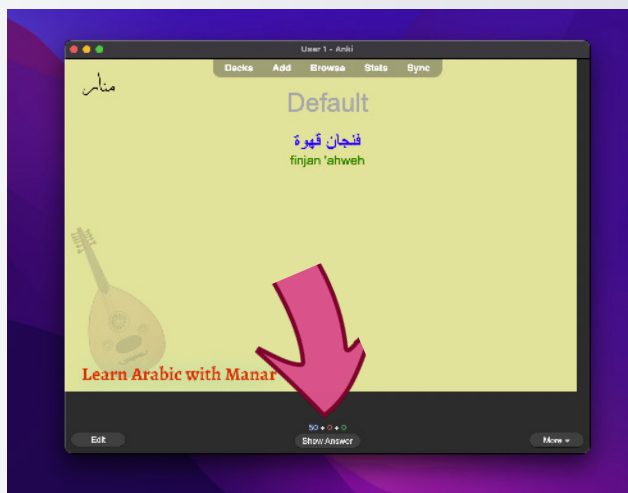 User 1 - Anki
Decks Add Browse Stats Sync
منار
Default
فنجان قهوة
finjan 'ahweh
Learn Arabic with Manar
50 + 0 + 0
Edit Show Answer More